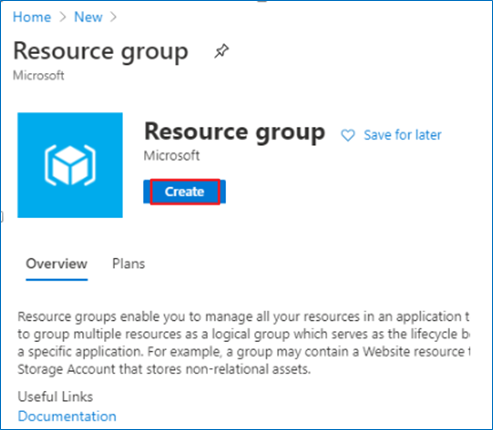 Home > New >
Resource group
Microsoft
Resource group
Save for later
Microsoft
Create
Overview Plans
Resource groups enable you to manage all your resources in an application t
to group multiple resources as a logical group which serves as the lifecycle b
a specific application. For example, a group may contain a Website resource
Storage Account that stores non-relational assets.
Useful Links
Documentation